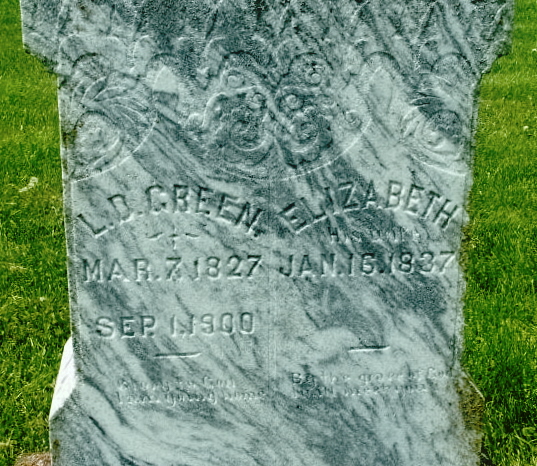 L.D. GREEN.
MAR. 7, 1827
SEP. 1, 1900
ELIZABETH
HIS WIFE
JAN. 16. 1837